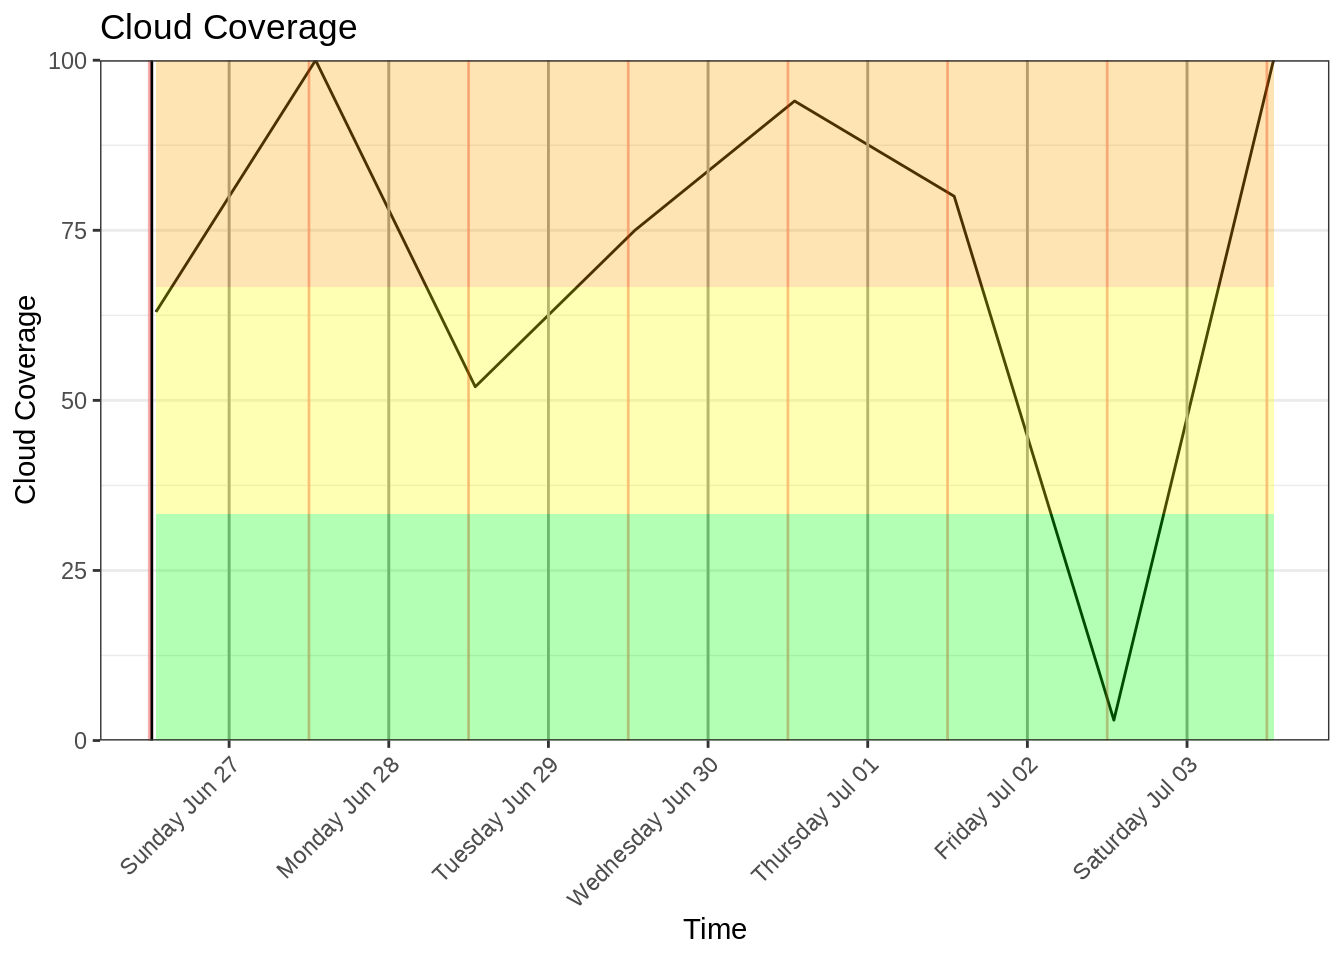 Cloud Coverage
Cloud Coverage
100
75
50
25
0
Sunday Jun 27
Monday Jun 28
Tuesday Jun 29
Wednesday Jun 30
Thursday Jul 01
Friday Jul 02
Saturday Jul 03
Time